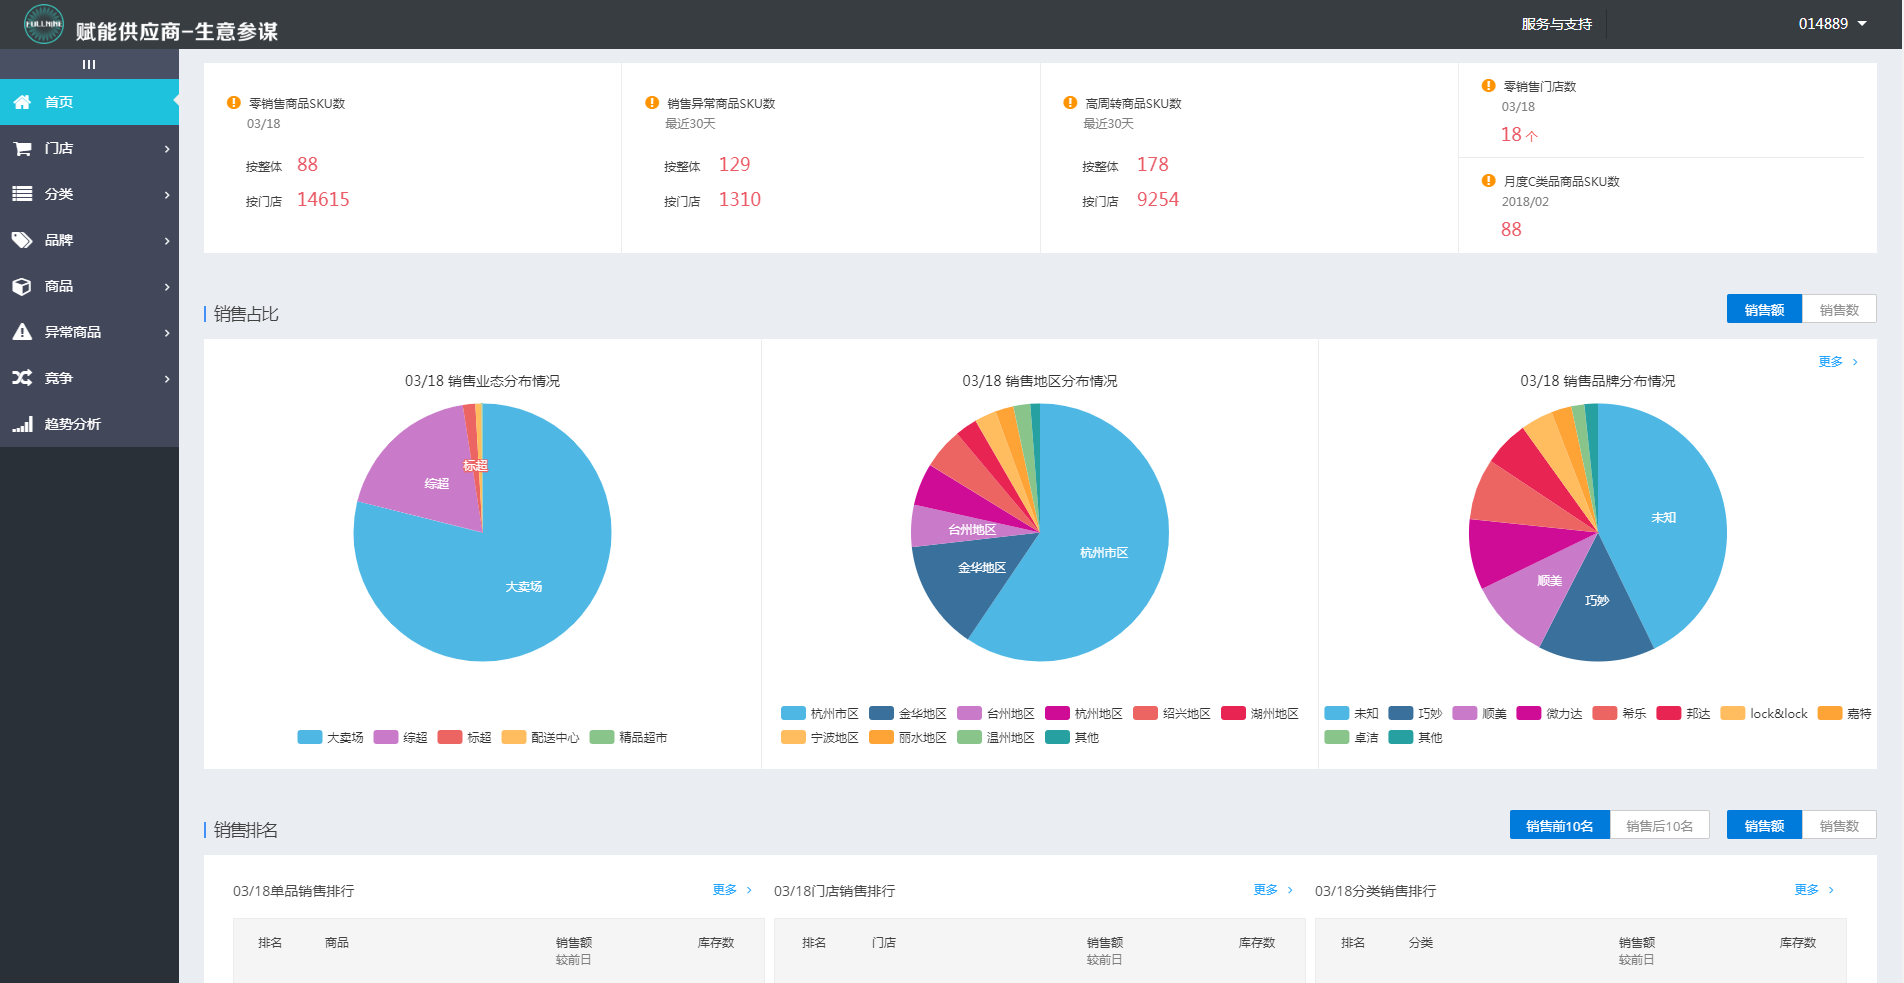 FULLNINE
赋能供应商-生意参谋
服务与支持
014889
首页
门店
分类
品牌
商品
异常商品
竞争
趋势分析
零销售商品SKU数
03/18
按整体 88
按门店 14615
销售异常商品SKU数
最近30天
按整体 129
按门店 1310
高周转商品SKU数
最近30天
按整体 178
按门店 9254
零销售门店数
03/18
18 个
月度C类品商品SKU数
2018/02
88
销售占比
销售额 销售数
03/18 销售业态分布情况
标超
综超
大卖场
大卖场 综超 标超 配送中心 精品超市
03/18 销售地区分布情况
台州地区
杭州市区
金华地区
杭州市区 金华地区 台州地区 杭州地区 绍兴地区 湖州地区
宁波地区 丽水地区 温州地区 其他
更多
03/18 销售品牌分布情况
未知
顺美
巧妙
未知 巧妙 顺美 微力达 希乐 邦达 lock&lock 嘉特
卓洁 其他
销售排名
销售前10名 销售后10名 销售额 销售数
03/18单品销售排行 更多
排名 商品 销售额 库存数
较前日
03/18门店销售排行 更多
排名 门店 销售额 库存数
较前日
03/18分类销售排行 更多
排名 分类 销售额 库存数
较前日